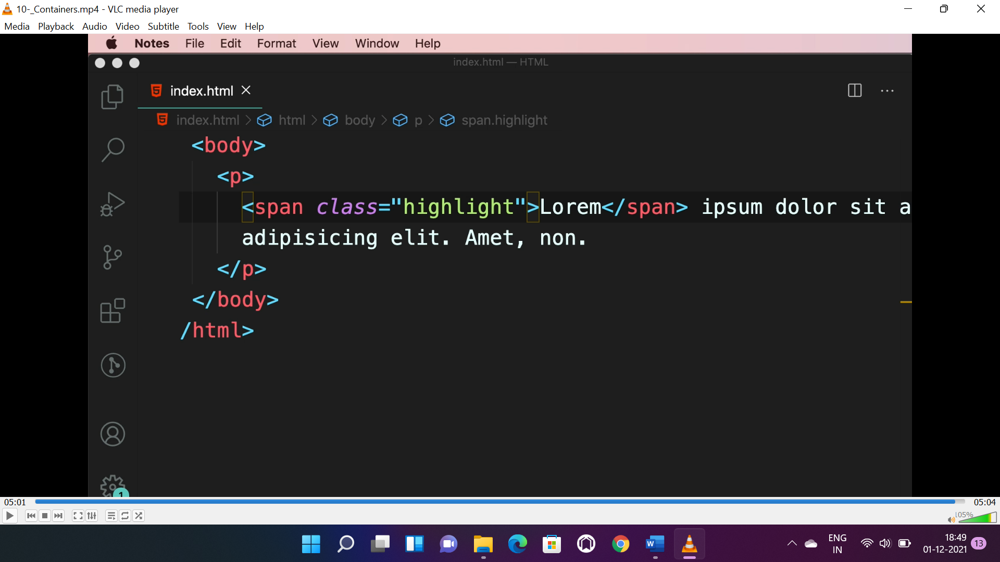 10-_Containers.mp4 - VLC media player
Media Playback Audio Video Subtitle Tools View Help
Notes File Edit Format View Window Help
index.html — HTML
index.html
index.html > html > body > p > span.highlight
<body>
<p>
<span class="highlight">Lorem</span> ipsum dolor sit a
adipisicing elit. Amet, non.
</p>
</body>
/html>
1
05:01 05:04
105%
ENG
IN
18:49
01-12-2021
13